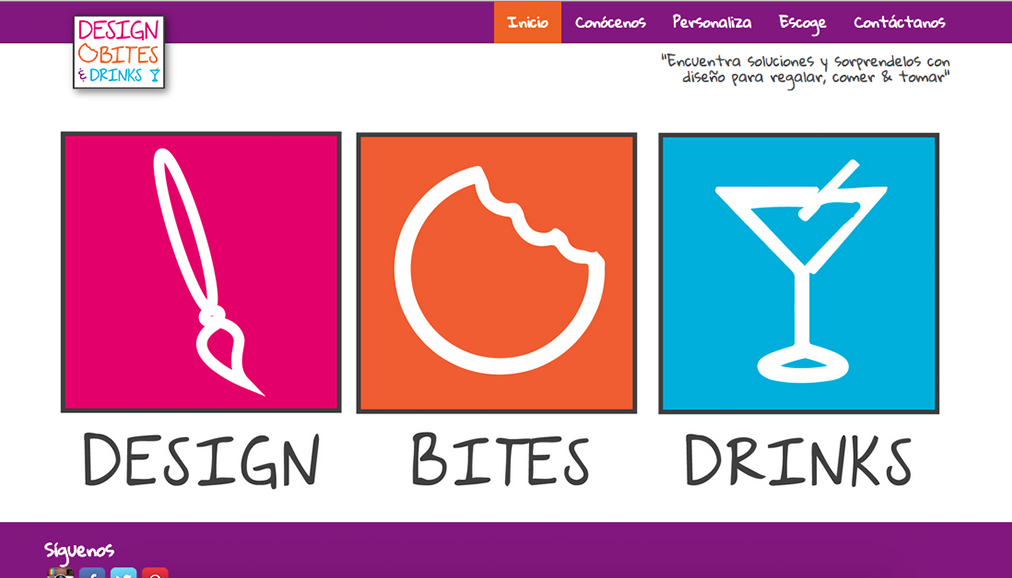 DESIGN
BITES
& DRINKS
Inicio Conócenos Personaliza Escoge Contáctanos
"Encuentra soluciones y sorprendelos con
diseño para regalar, comer & tomar"
DESIGN BITES DRINKS
Síguenos